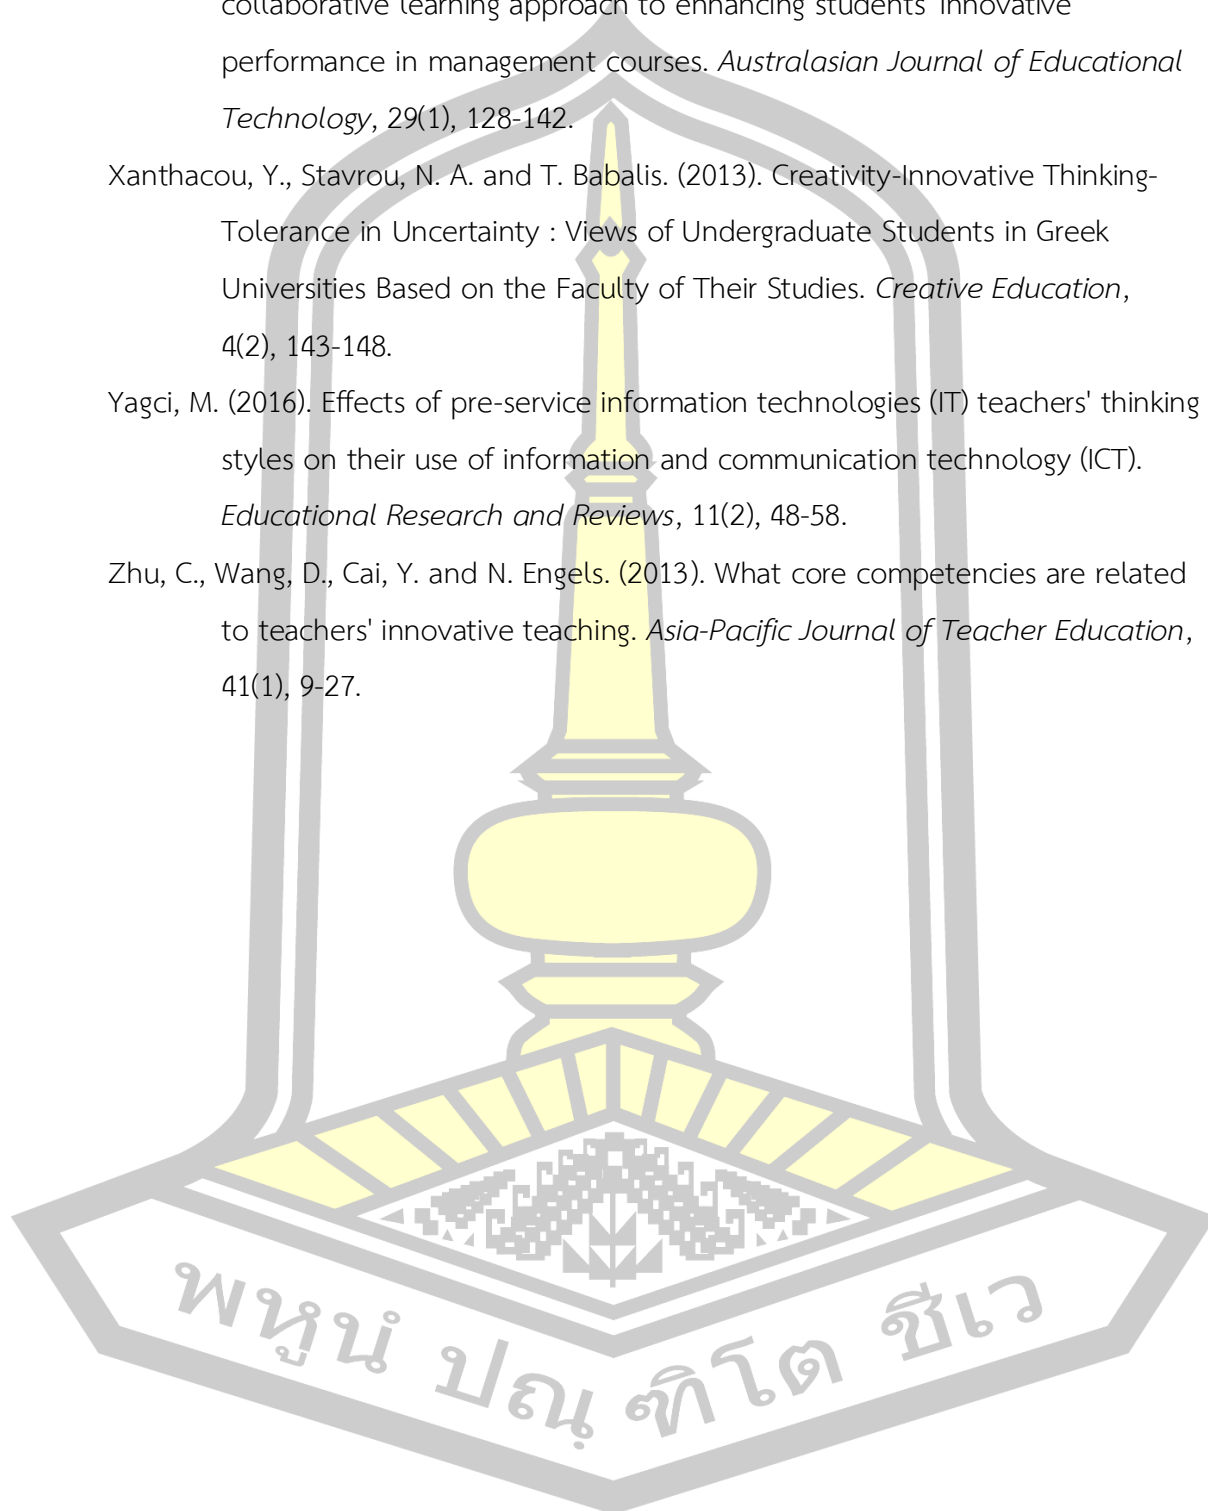 collaborative learning approach to enhancing students' innovative
performance in management courses. Australasian Journal of Educational
Technology, 29(1), 128-142.
Xanthacou, Y., Stavrou, N. A. and T. Babalis. (2013). Creativity-Innovative Thinking-
Tolerance in Uncertainty : Views of Undergraduate Students in Greek
Universities Based on the Faculty of Their Studies. Creative Education,
4(2), 143-148.
Yagci, M. (2016). Effects of pre-service information technologies (IT) teachers' thinking
styles on their use of information and communication technology (ICT).
Educational Research and Reviews, 11(2), 48-58.
Zhu, C., Wang, D., Cai, Y. and N. Engels. (2013). What core competencies are related
to teachers' innovative teaching. Asia-Pacific Journal of Teacher Education,
41(1), 9-27.
พหูนํ ปณฺ ฑิโต ชีเว